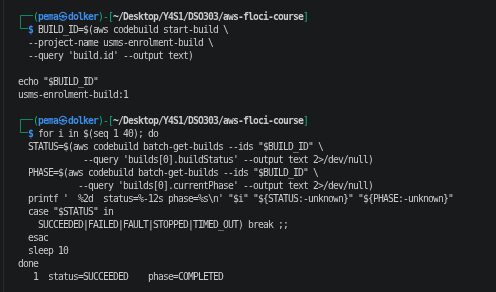 ┌──(pema㉿dolker)-[~/Desktop/Y4S1/DSO303/aws-floci-course]
└─$ BUILD_ID=$(aws codebuild start-build \
  --project-name usms-enrolment-build \
  --query 'build.id' --output text)

echo "$BUILD_ID"
usms-enrolment-build:1

┌──(pema㉿dolker)-[~/Desktop/Y4S1/DSO303/aws-floci-course]
└─$ for i in $(seq 1 40); do
  STATUS=$(aws codebuild batch-get-builds --ids "$BUILD_ID" \
             --query 'builds[0].buildStatus' --output text 2>/dev/null)
  PHASE=$(aws codebuild batch-get-builds --ids "$BUILD_ID" \
            --query 'builds[0].currentPhase' --output text 2>/dev/null)
  printf '  %2d  status=%-12s phase=%s\n' "$i" "${STATUS:-unknown}" "${PHASE:-unknown}"
  case "$STATUS" in
    SUCCEEDED|FAILED|FAULT|STOPPED|TIMED_OUT) break ;;
  esac
  sleep 10
done
   1  status=SUCCEEDED    phase=COMPLETED